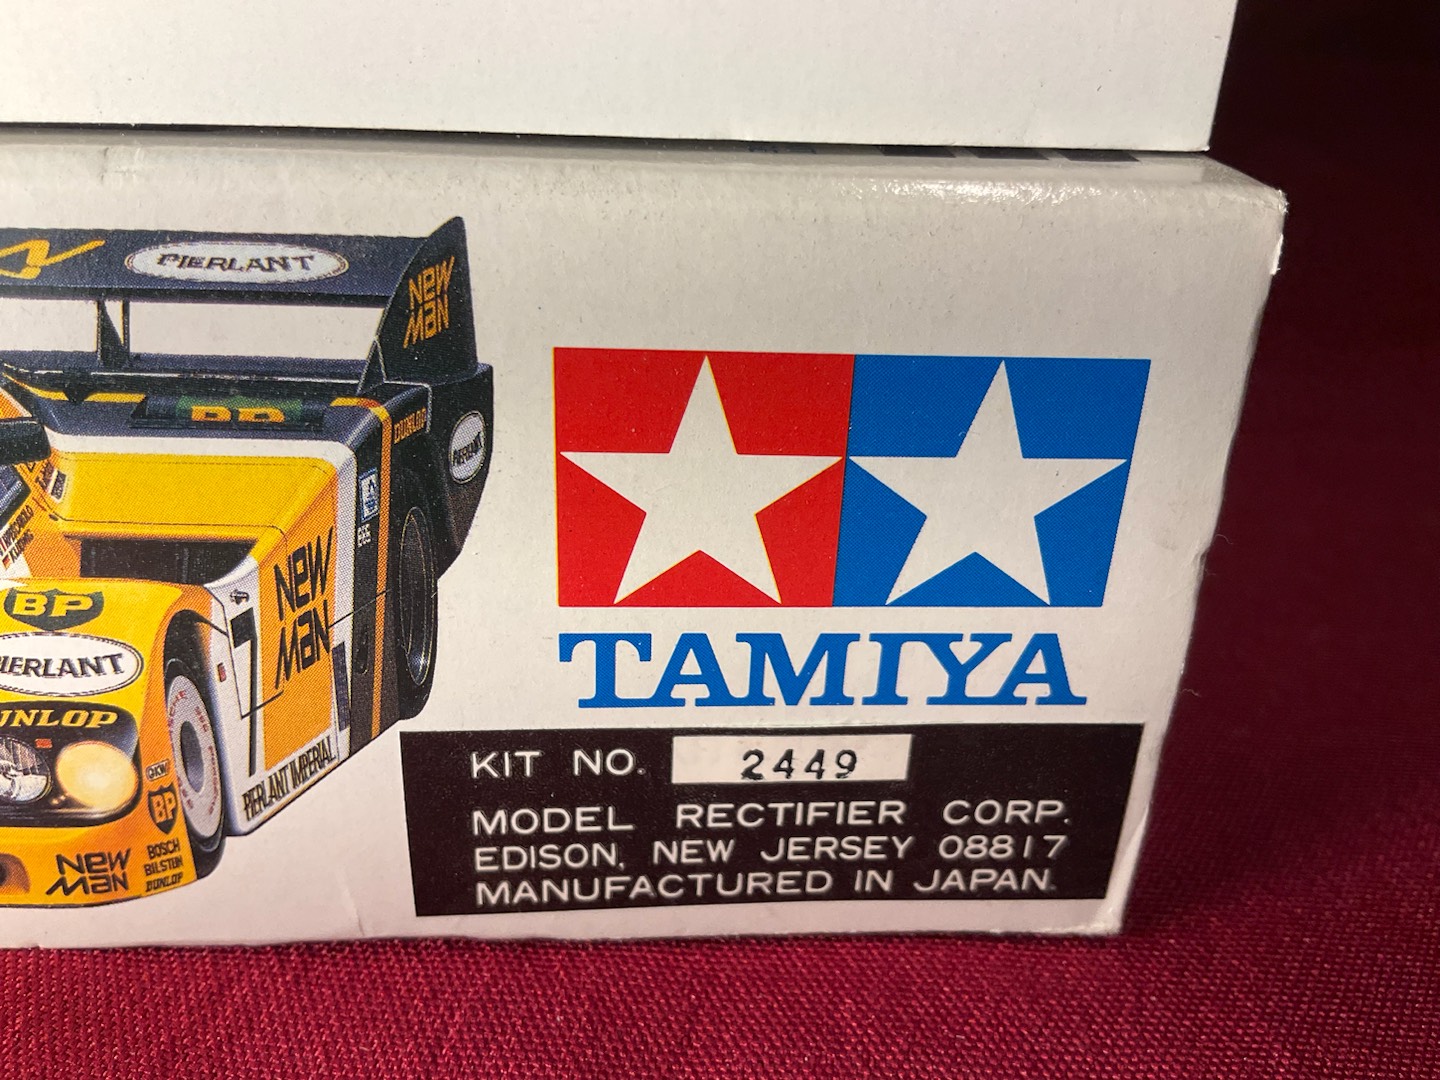 PIERLANT
NEW
MAN
BP
DUNLOP
PIERLANT
NEW
MAN
7
BP
PIERLANT
DUNLOP
PIERLANT IMPERIAL
BP
NEW
MAN
BOSCH
BILSTEIN
DUNLOP
TAMIYA
KIT NO. 2449
MODEL RECTIFIER CORP.
EDISON, NEW JERSEY 08817
MANUFACTURED IN JAPAN.